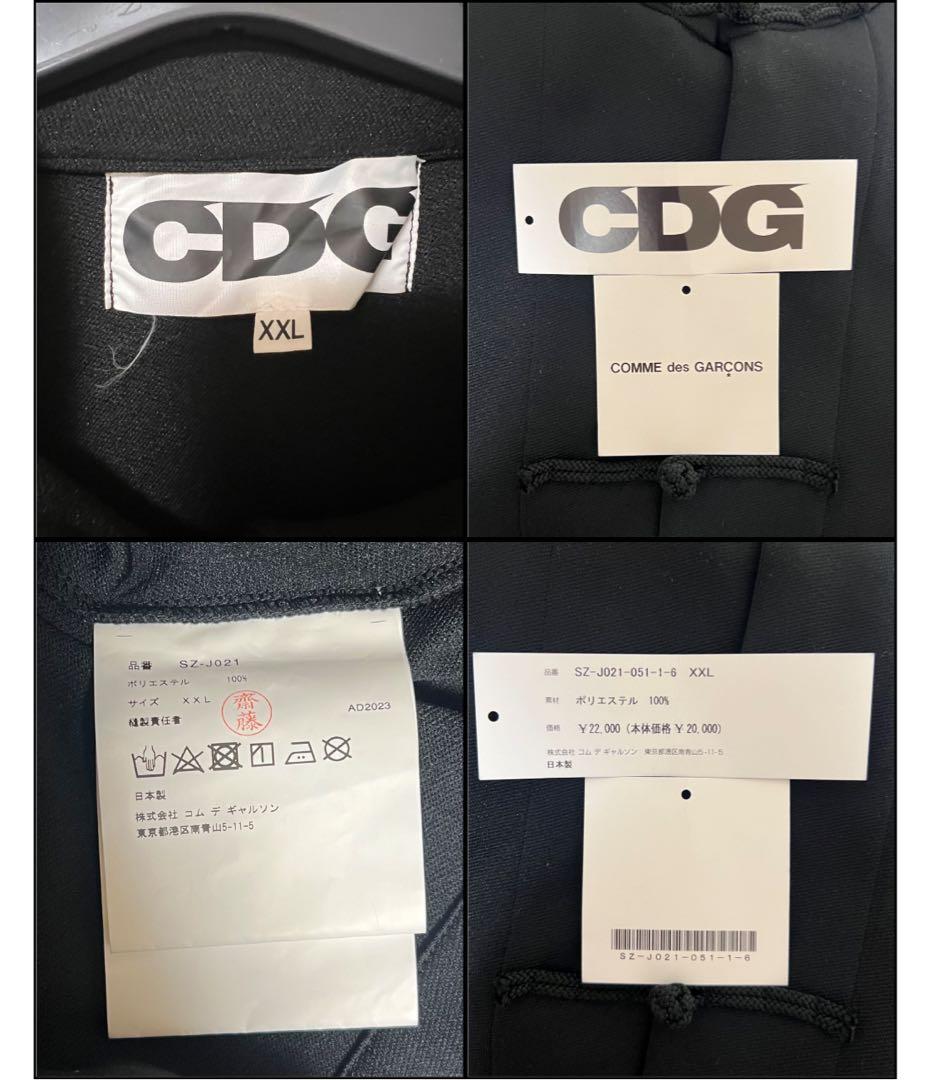 CDG
XXL
CDG
COMME des GARÇONS
品番 SZ-J021
ポリエステル 100%
サイズ XXL
縫製責任者
齋藤
AD2023
日本製
株式会社 コム デ ギャルソン
東京都港区南青山5-11-5
品番 SZ-J021-051-1-6 XXL
素材 ポリエステル 100%
価格 ¥22,000 (本体価格 ¥20,000)
株式会社 コム デ ギャルソン 東京都港区南青山5-11-5
日本製
SZ-J021-051-1-6